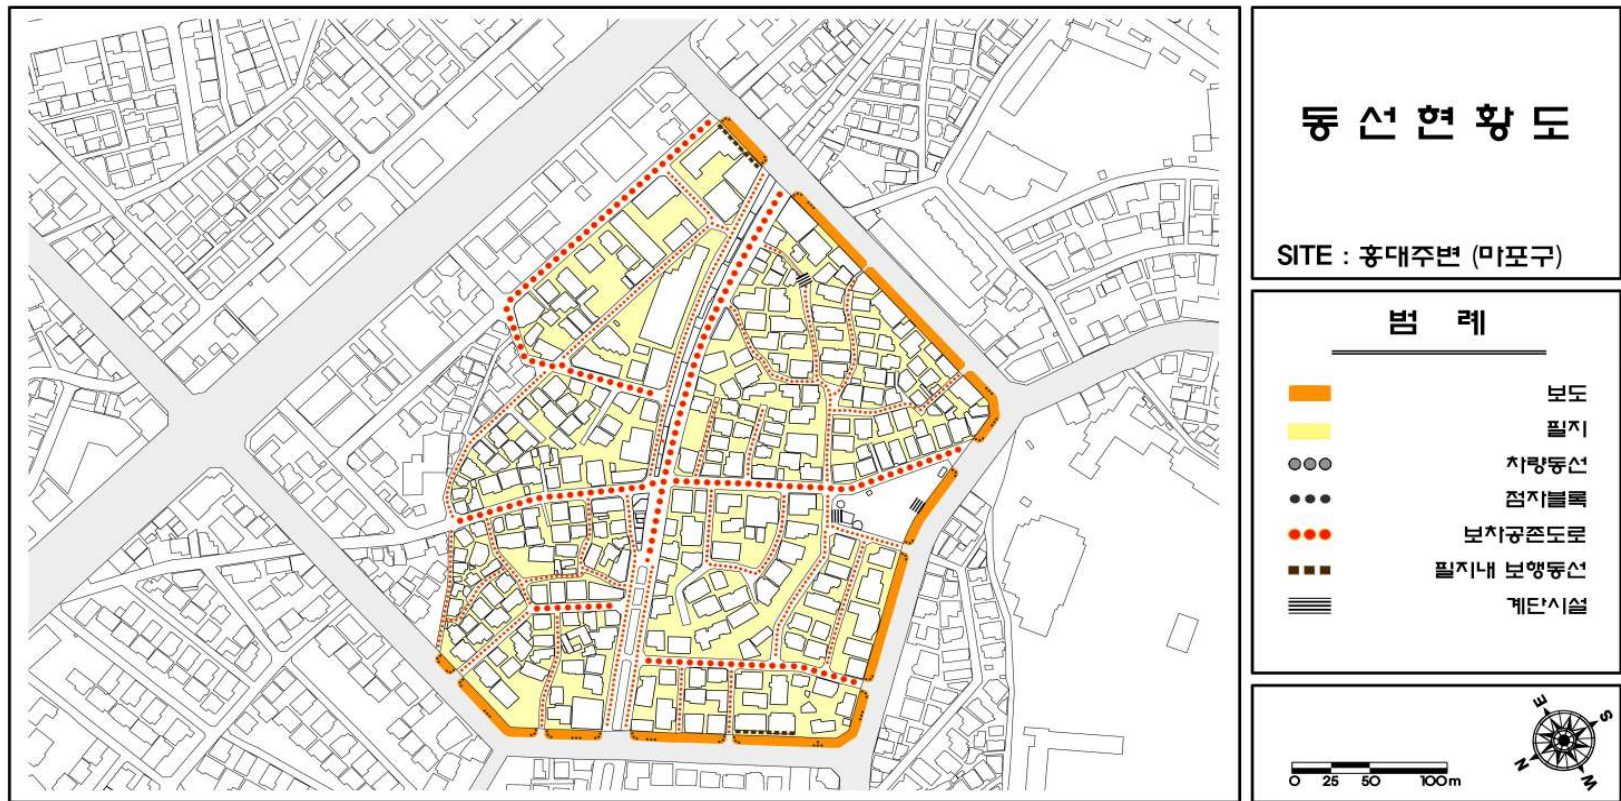 동선현황도
SITE : 홍대주변 (마포구)
범 례
보도
필지
차량동선
점자블록
보차공존도로
필지내 보행동선
계단시설
0 25 50 100m
E
S
N
W